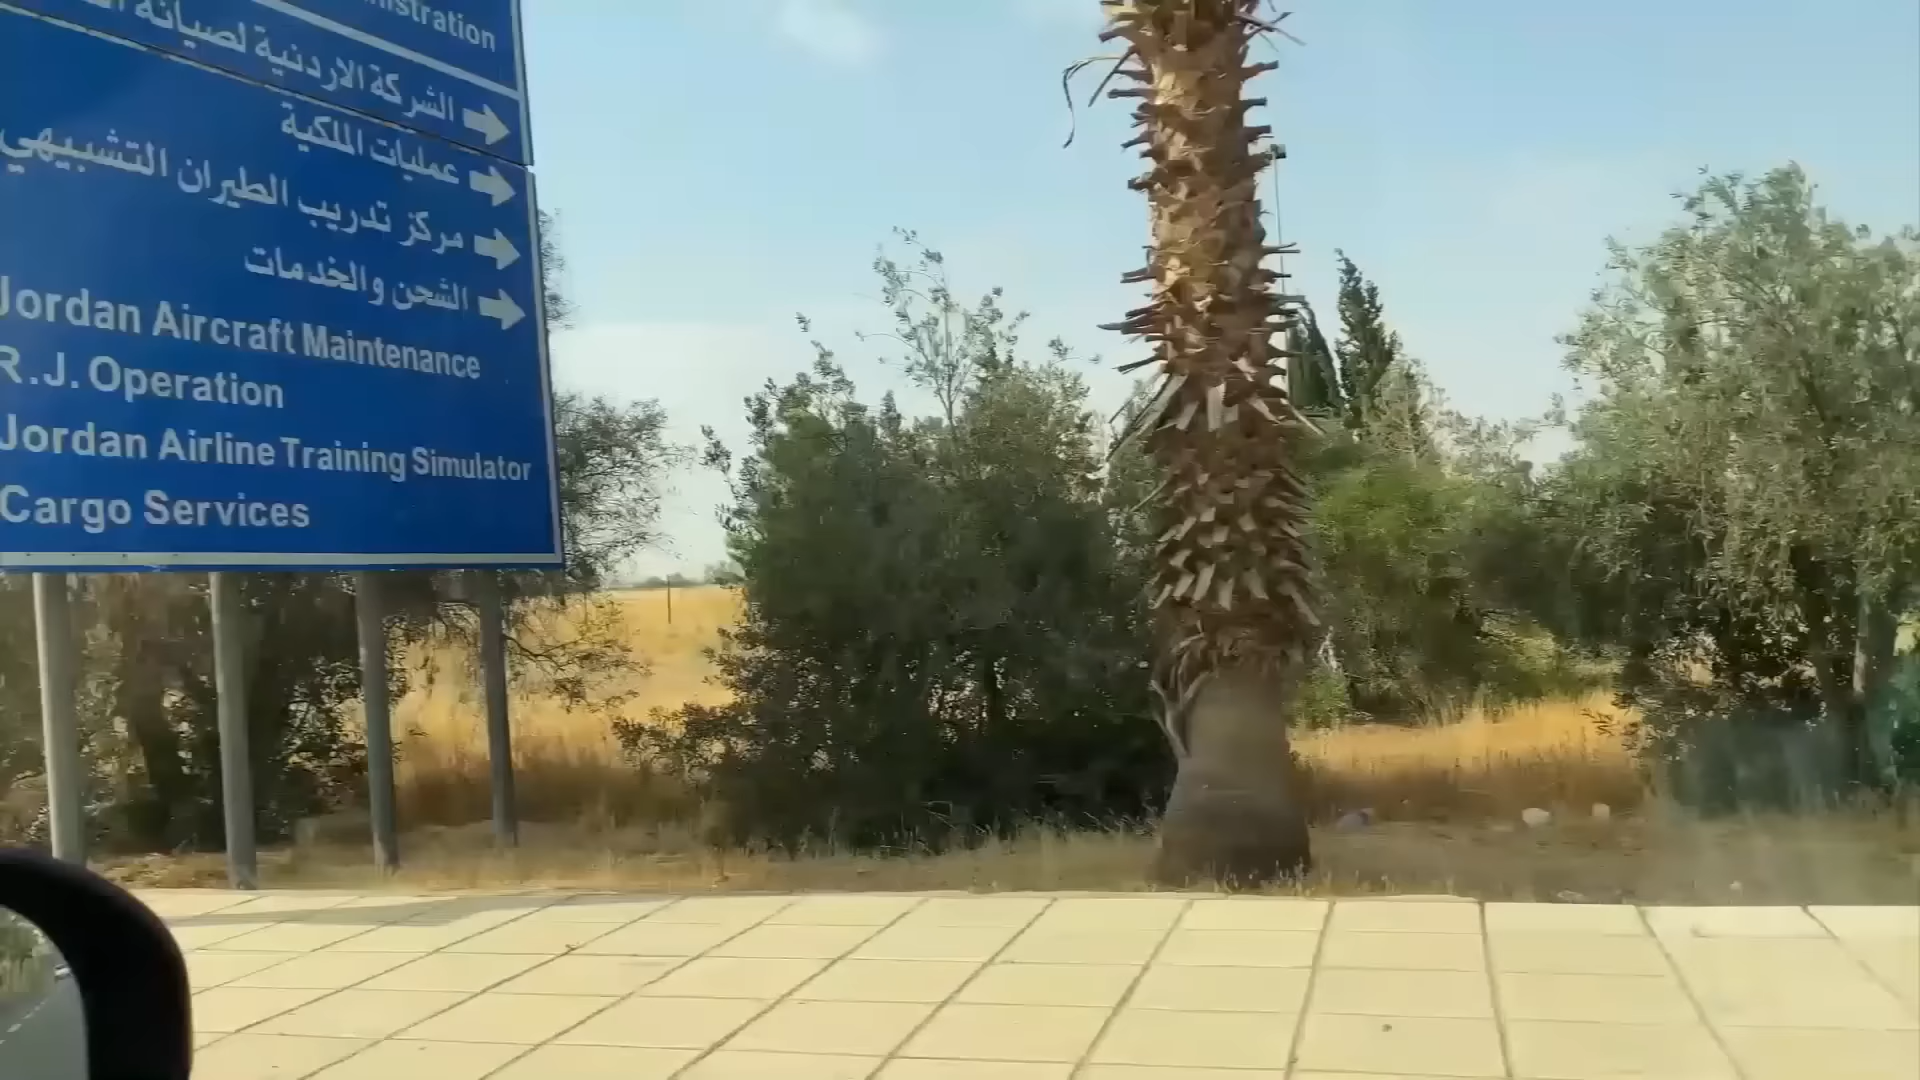 الشركة الاردنية لصيانة
عمليات الملكية
مركز تدريب الطيران التشبيهي
الشحن والخدمات
Jordan Aircraft Maintenance
R.J. Operation
Jordan Airline Training Simulator
Cargo Services